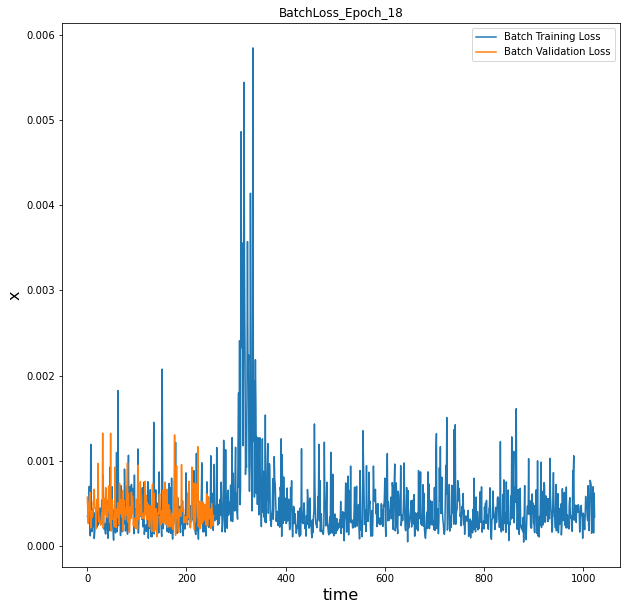 BatchLoss_Epoch_18
Batch Training Loss
Batch Validation Loss
0.006
0.005
0.004
0.003
0.002
0.001
0.000
x
0
200
400
600
800
1000
time